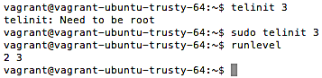 vagrant@vagrant-ubuntu-trusty-64:~$ telinit 3
telinit: Need to be root
vagrant@vagrant-ubuntu-trusty-64:~$ sudo telinit 3
vagrant@vagrant-ubuntu-trusty-64:~$ runlevel
2 3
vagrant@vagrant-ubuntu-trusty-64:~$